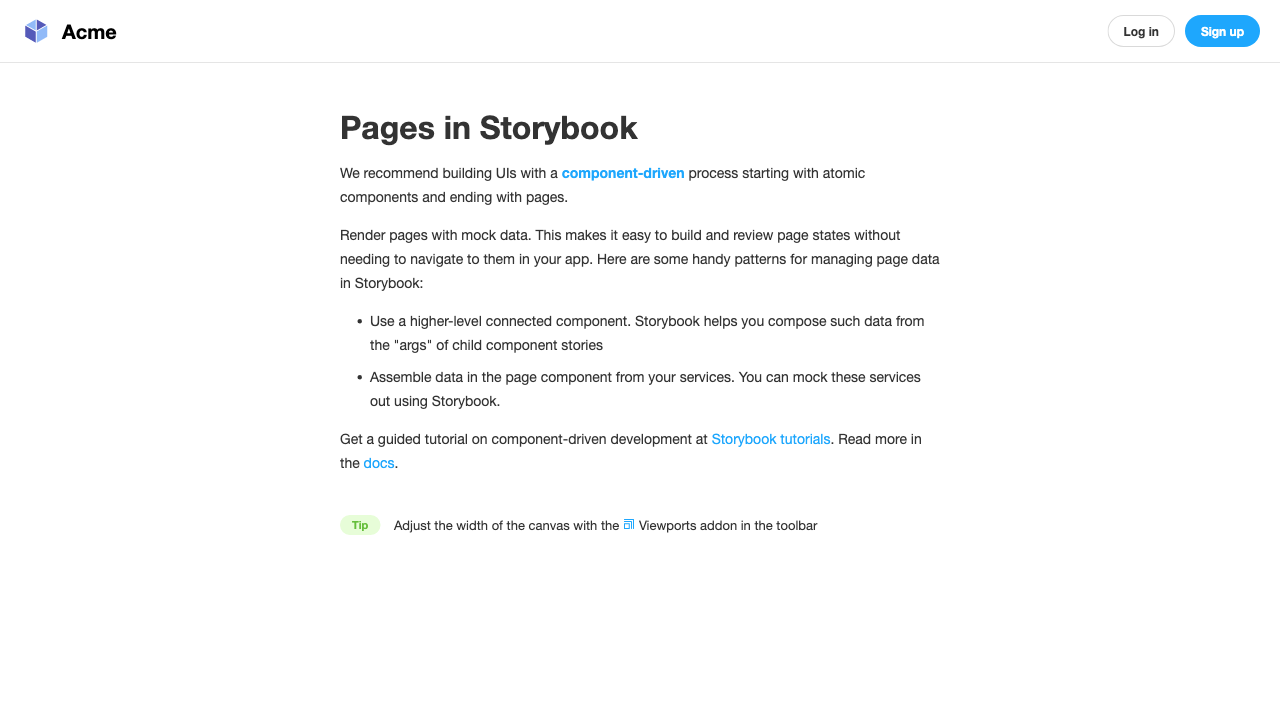 Acme
Log in
Sign up
Pages in Storybook
We recommend building UIs with a component-driven process starting with atomic
components and ending with pages.
Render pages with mock data. This makes it easy to build and review page states without
needing to navigate to them in your app. Here are some handy patterns for managing page data
in Storybook:
• Use a higher-level connected component. Storybook helps you compose such data from
the "args" of child component stories
• Assemble data in the page component from your services. You can mock these services
out using Storybook.
Get a guided tutorial on component-driven development at Storybook tutorials. Read more in
the docs.
Tip Adjust the width of the canvas with the Viewports addon in the toolbar